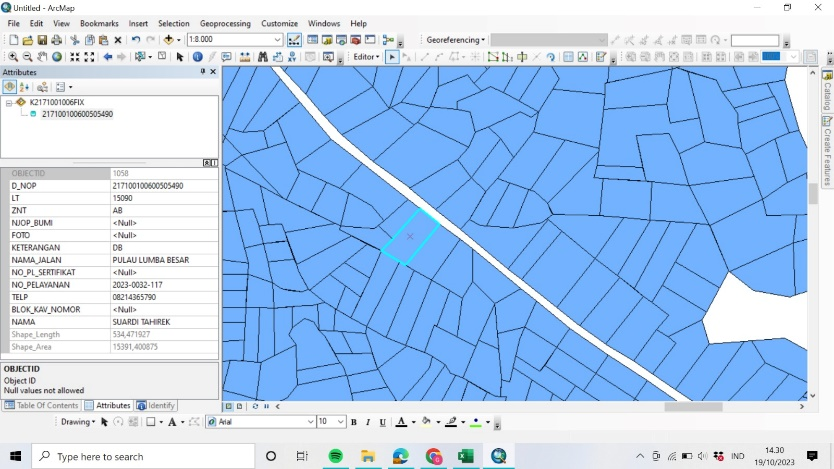 Untitled - ArcMap
File Edit View Bookmarks Insert Selection Geoprocessing Customize Windows Help
1:8.000
Georeferencing
Editor
Attributes
K2171001006FIX
217100100600505490
OBJECTID 1058
D_NOP 217100100600505490
LT 15090
ZNT AB
NJOP_BUMI <Null>
FOTO <Null>
KETERANGAN DB
NAMA_JALAN PULAU LUMBA BESAR
NO_PL_SERTIFIKAT <Null>
NO_PELAYANAN 2023-0032-117
TELP 08214365790
BLOK_KAV_NOMOR <Null>
NAMA SUARDI TAHIREK
Shape_Length 534,471927
Shape_Area 15391,400875
OBJECTID
Object ID
Null values not allowed
Table Of Contents Attributes Identify
Catalog
Create Features
Drawing A Arial 10 B I U A
Type here to search
IND
14.30
19/10/2023